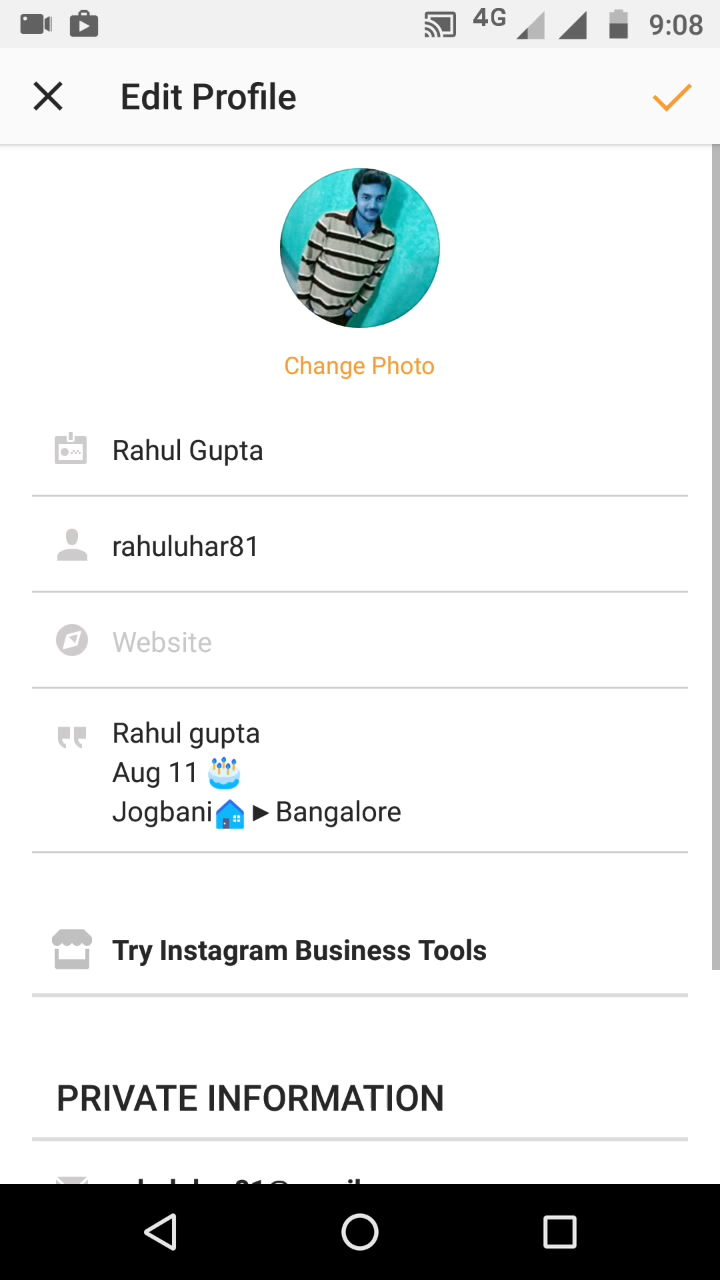 4G 9:08
Edit Profile
Change Photo
Rahul Gupta
rahuluhar81
Website
Rahul gupta
Aug 11 🎂
Jogbani🏠►Bangalore
Try Instagram Business Tools
PRIVATE INFORMATION